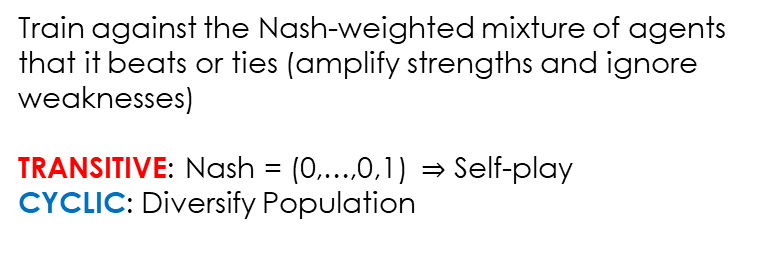 Train against the Nash-weighted mixture of agents
that it beats or ties (amplify strengths and ignore
weaknesses)
TRANSITIVE: Nash = (0,…,0,1) ⇒ Self-play
CYCLIC: Diversify Population